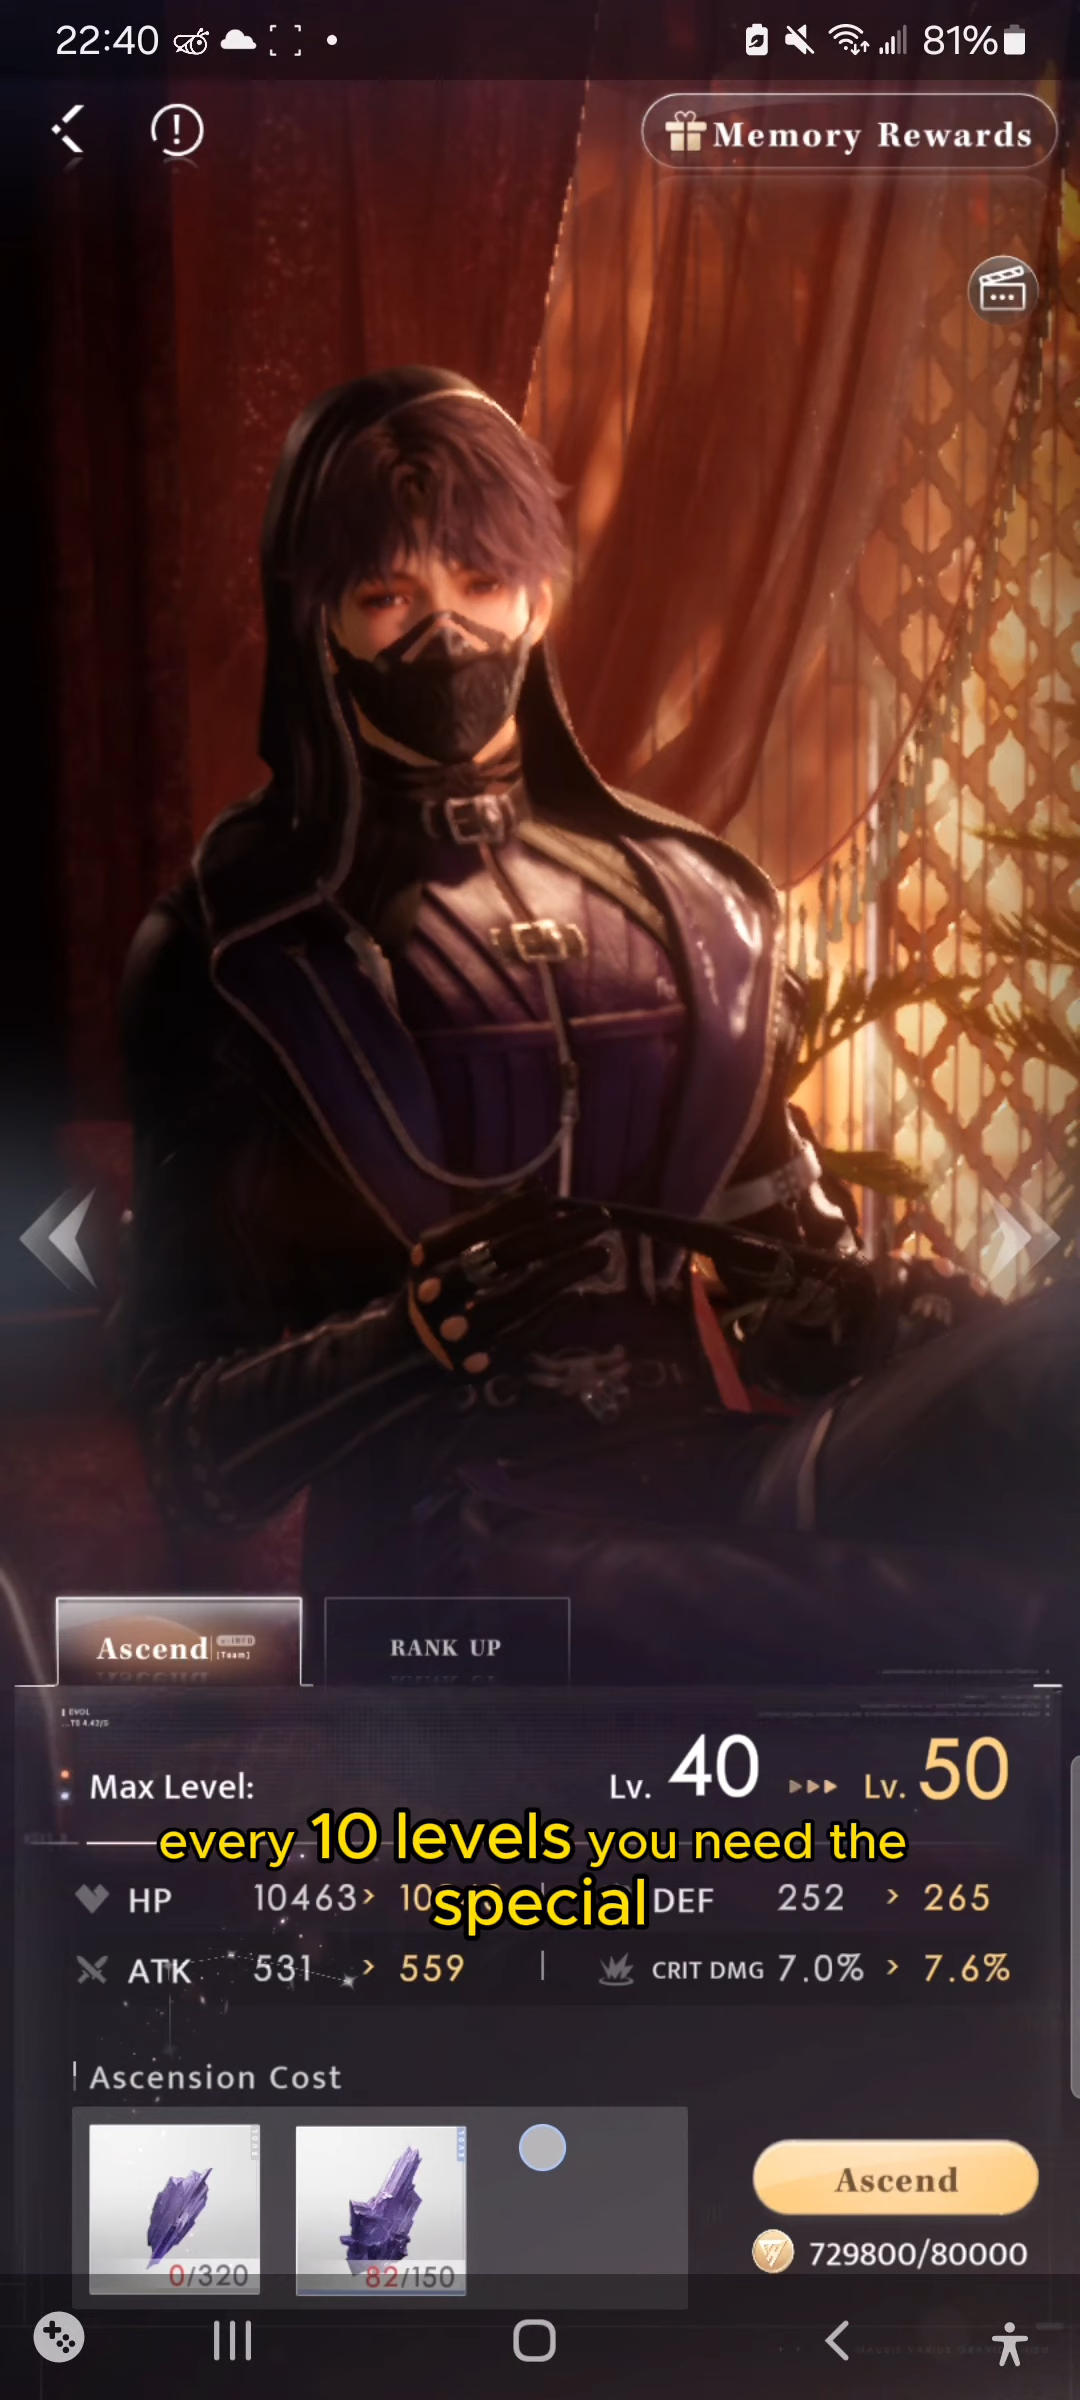 22:40
81%
Memory Rewards
Ascend
[Team]
RANK UP
EVOL
Max Level:
Lv. 40 Lv. 50
every 10 levels you need the
special
HP 10463 >
DEF 252 > 265
ATK 531 > 559
CRIT DMG 7.0% > 7.6%
Ascension Cost
0/320
82/150
Ascend
729800/80000